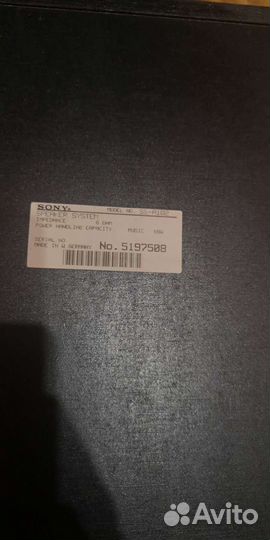 SONY® MODEL NO.
SPEAKER SYSTEM
IMPEDANCE 6 OHM
POWER HANDLING CAPACITY MUSIC
SERIAL NO.
MADE IN W GERMANY No. 5197508
Avito